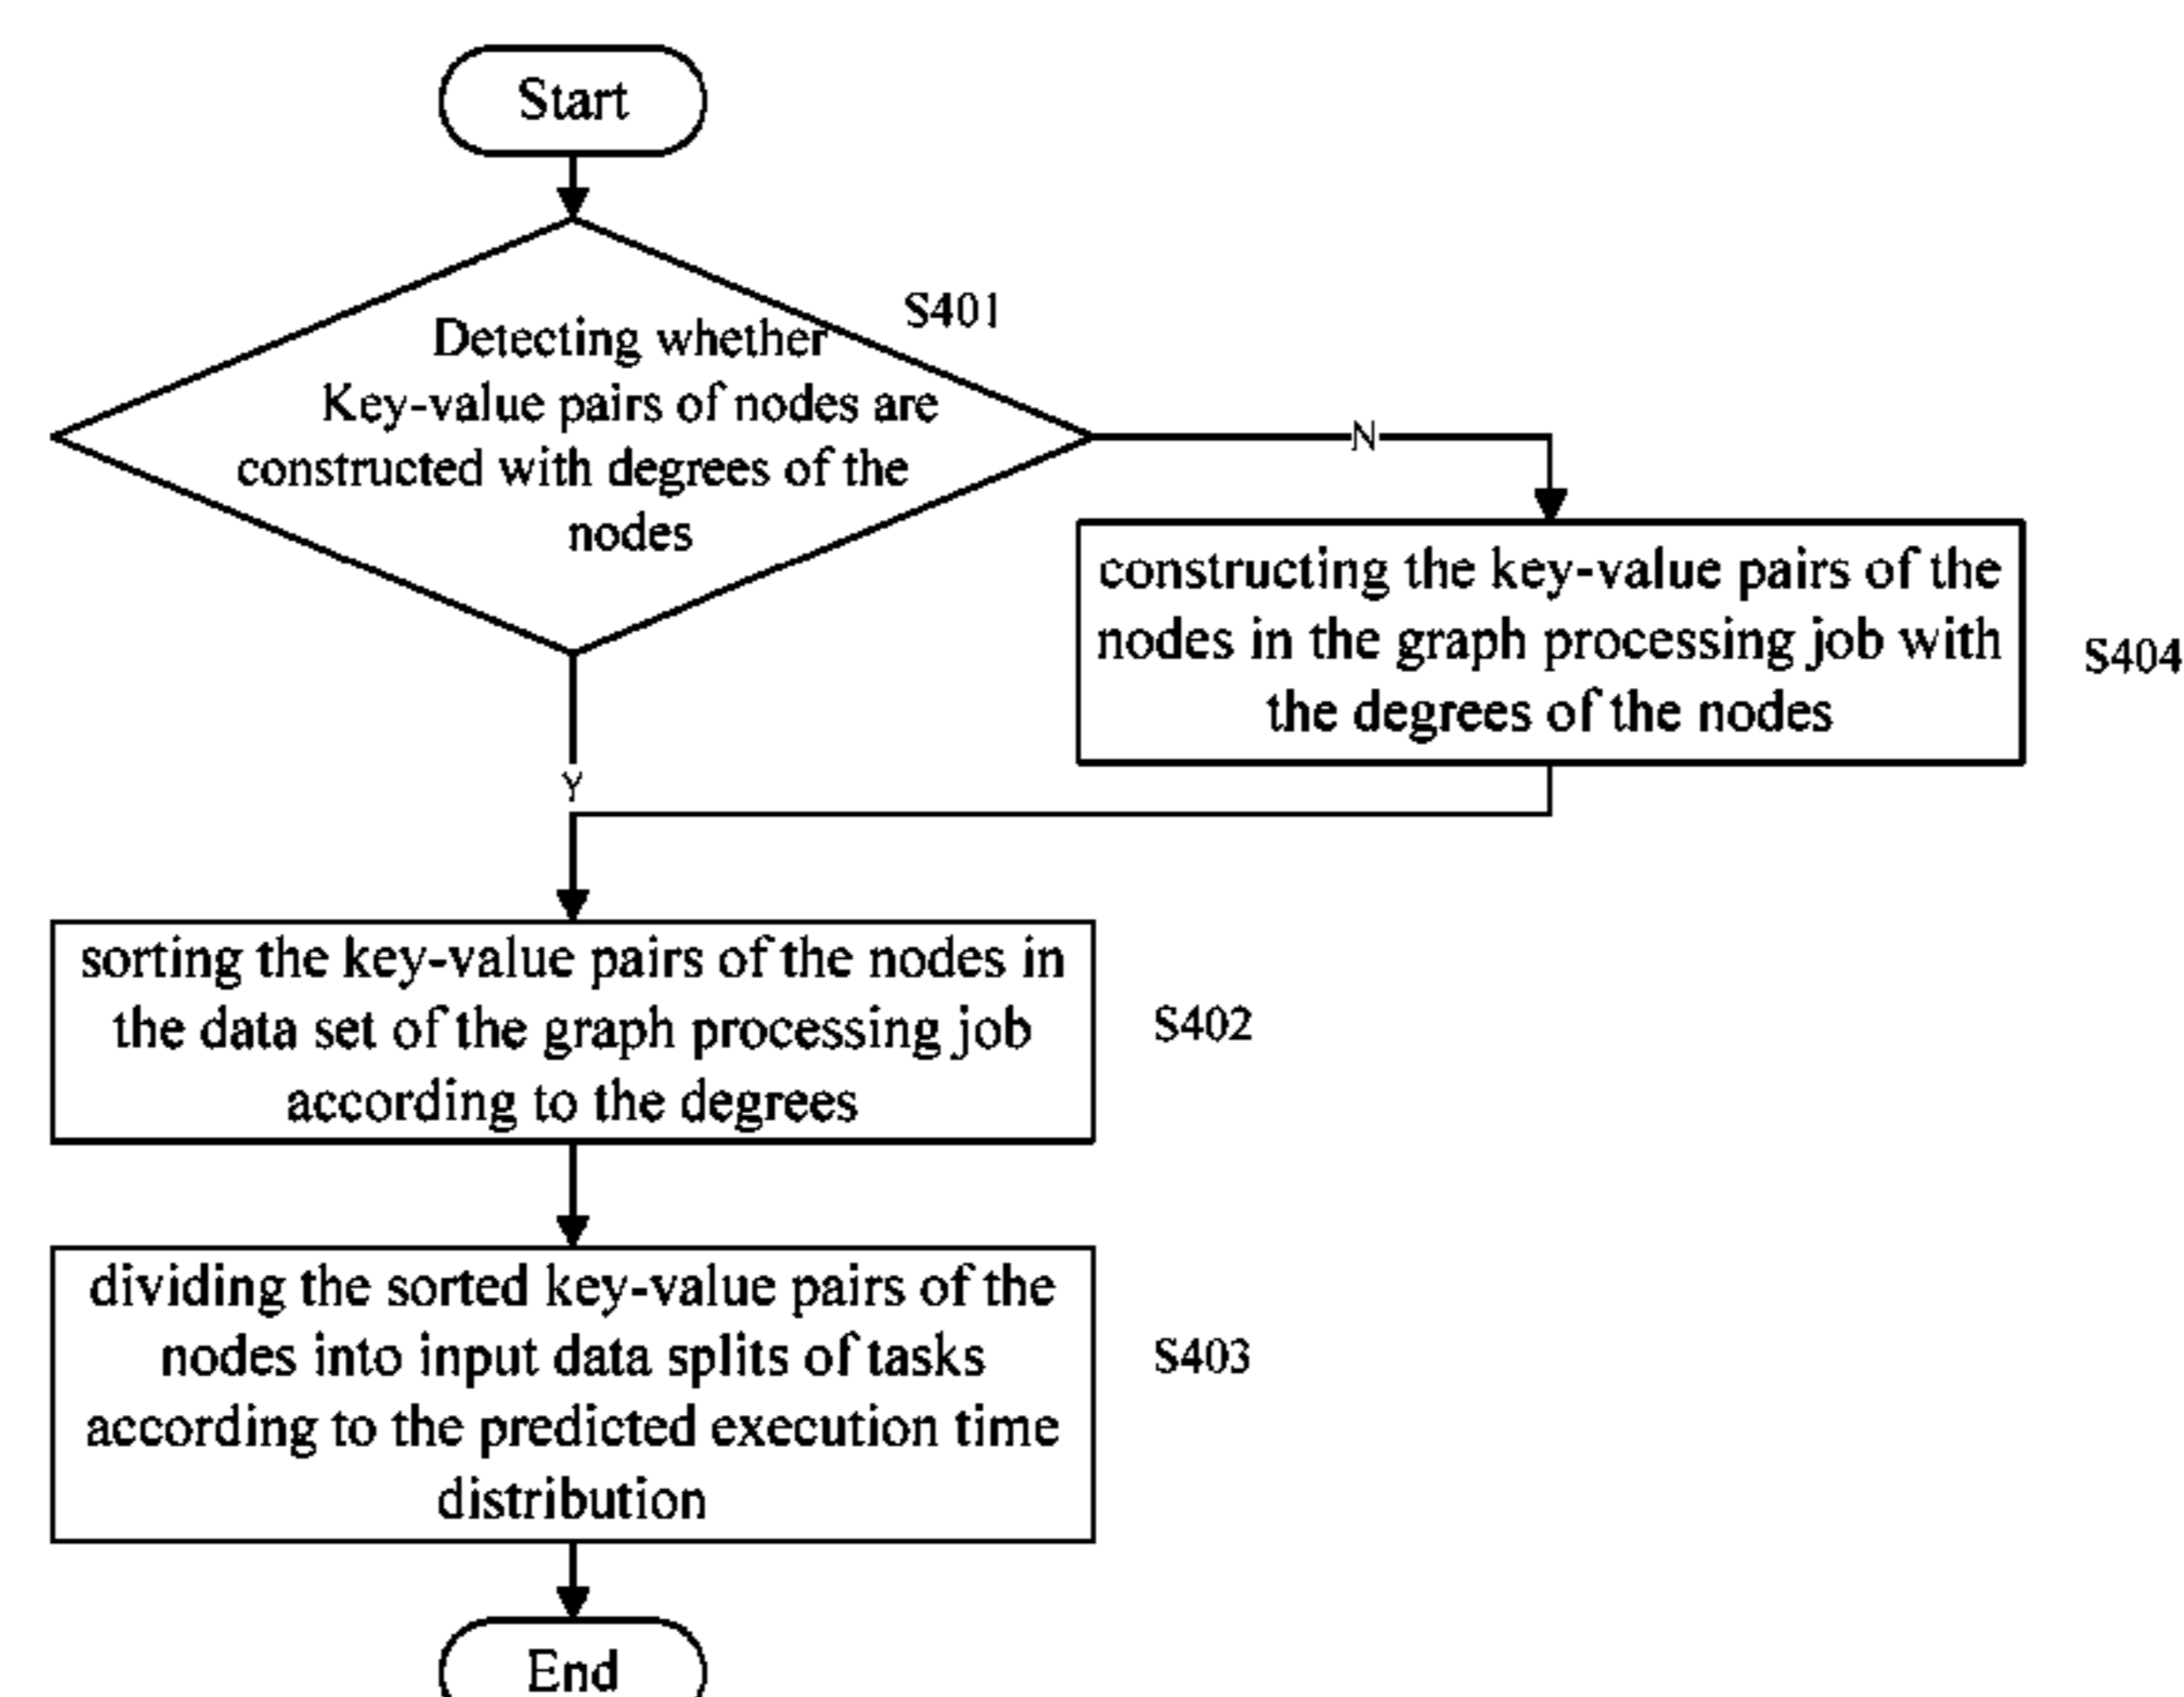 Start
S401
Detecting whether
Key-value pairs of nodes are
constructed with degrees of the
nodes
N
constructing the key-value pairs of the
nodes in the graph processing job with
the degrees of the nodes
S404
Y
sorting the key-value pairs of the nodes in
the data set of the graph processing job
according to the degrees
S402
dividing the sorted key-value pairs of the
nodes into input data splits of tasks
according to the predicted execution time
distribution
S403
End